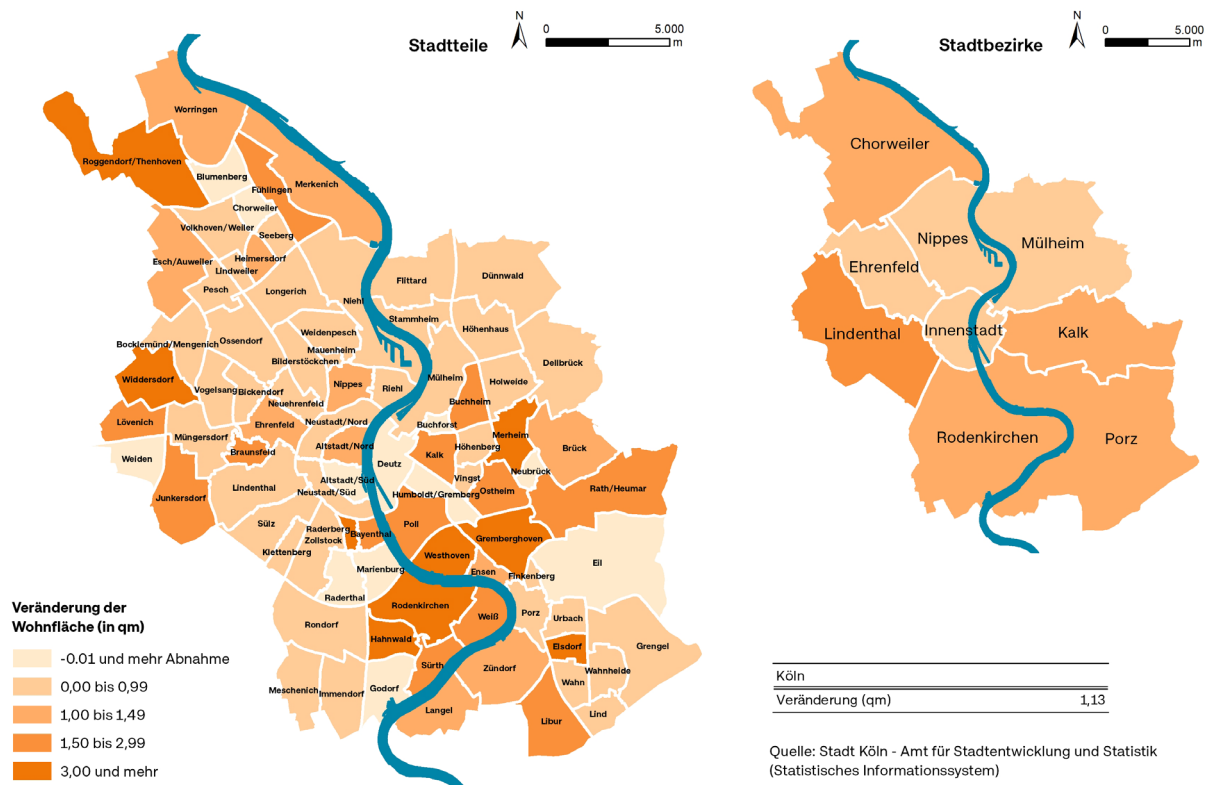 Stadtteile
N
0
5.000
m
Stadtbezirke
N
0
5.000
m
Worringen
Roggendorf/Thenhoven
Blumenberg
Fühlingen
Merkenich
Chorweiler
Volkhoven/Weiler
Seeberg
Esch/Auweiler
Heimersdorf
Lindweiler
Pesch
Longerich
Niehl
Flittard
Dünnwald
Stammheim
Höhenhaus
Weidenpesch
Bocklemünd/Mengenich
Ossendorf
Mauenheim
Bilderstöckchen
Dellbrück
Widdersdorf
Vogelsang
Bickendorf
Nippes
Riehl
Mülheim
Holweide
Neuehrenfeld
Buchheim
Lövenich
Ehrenfeld
Neustadt/Nord
Buchforst
Müngersdorf
Merheim
Weiden
Braunsfeld
Altstadt/Nord
Höhenberg
Brück
Kalk
Deutz
Neubrück
Junkersdorf
Lindenthal
Altstadt/Süd
Vingst
Neustadt/Süd
Humboldt/Gremberg
Ostheim
Rath/Heumar
Sülz
Raderberg
Zollstock
Bayenthal
Poll
Klettenberg
Gremberghoven
Westhoven
Marienburg
Ensen
Finkenberg
Eil
Raderthal
Rodenkirchen
Rondorf
Weiß
Porz
Urbach
Hahnwald
Elsdorf
Grengel
Sürth
Zündorf
Wahnheide
Wahn
Meschenich
Immendorf
Godorf
Langel
Libur
Lind
Chorweiler
Nippes
Mülheim
Ehrenfeld
Lindenthal
Innenstadt
Kalk
Rodenkirchen
Porz
Veränderung der
Wohnfläche (in qm)
-0.01 und mehr Abnahme
0,00 bis 0,99
1,00 bis 1,49
1,50 bis 2,99
3,00 und mehr
Köln
Veränderung (qm) 1,13
Quelle: Stadt Köln - Amt für Stadtentwicklung und Statistik
(Statistisches Informationssystem)